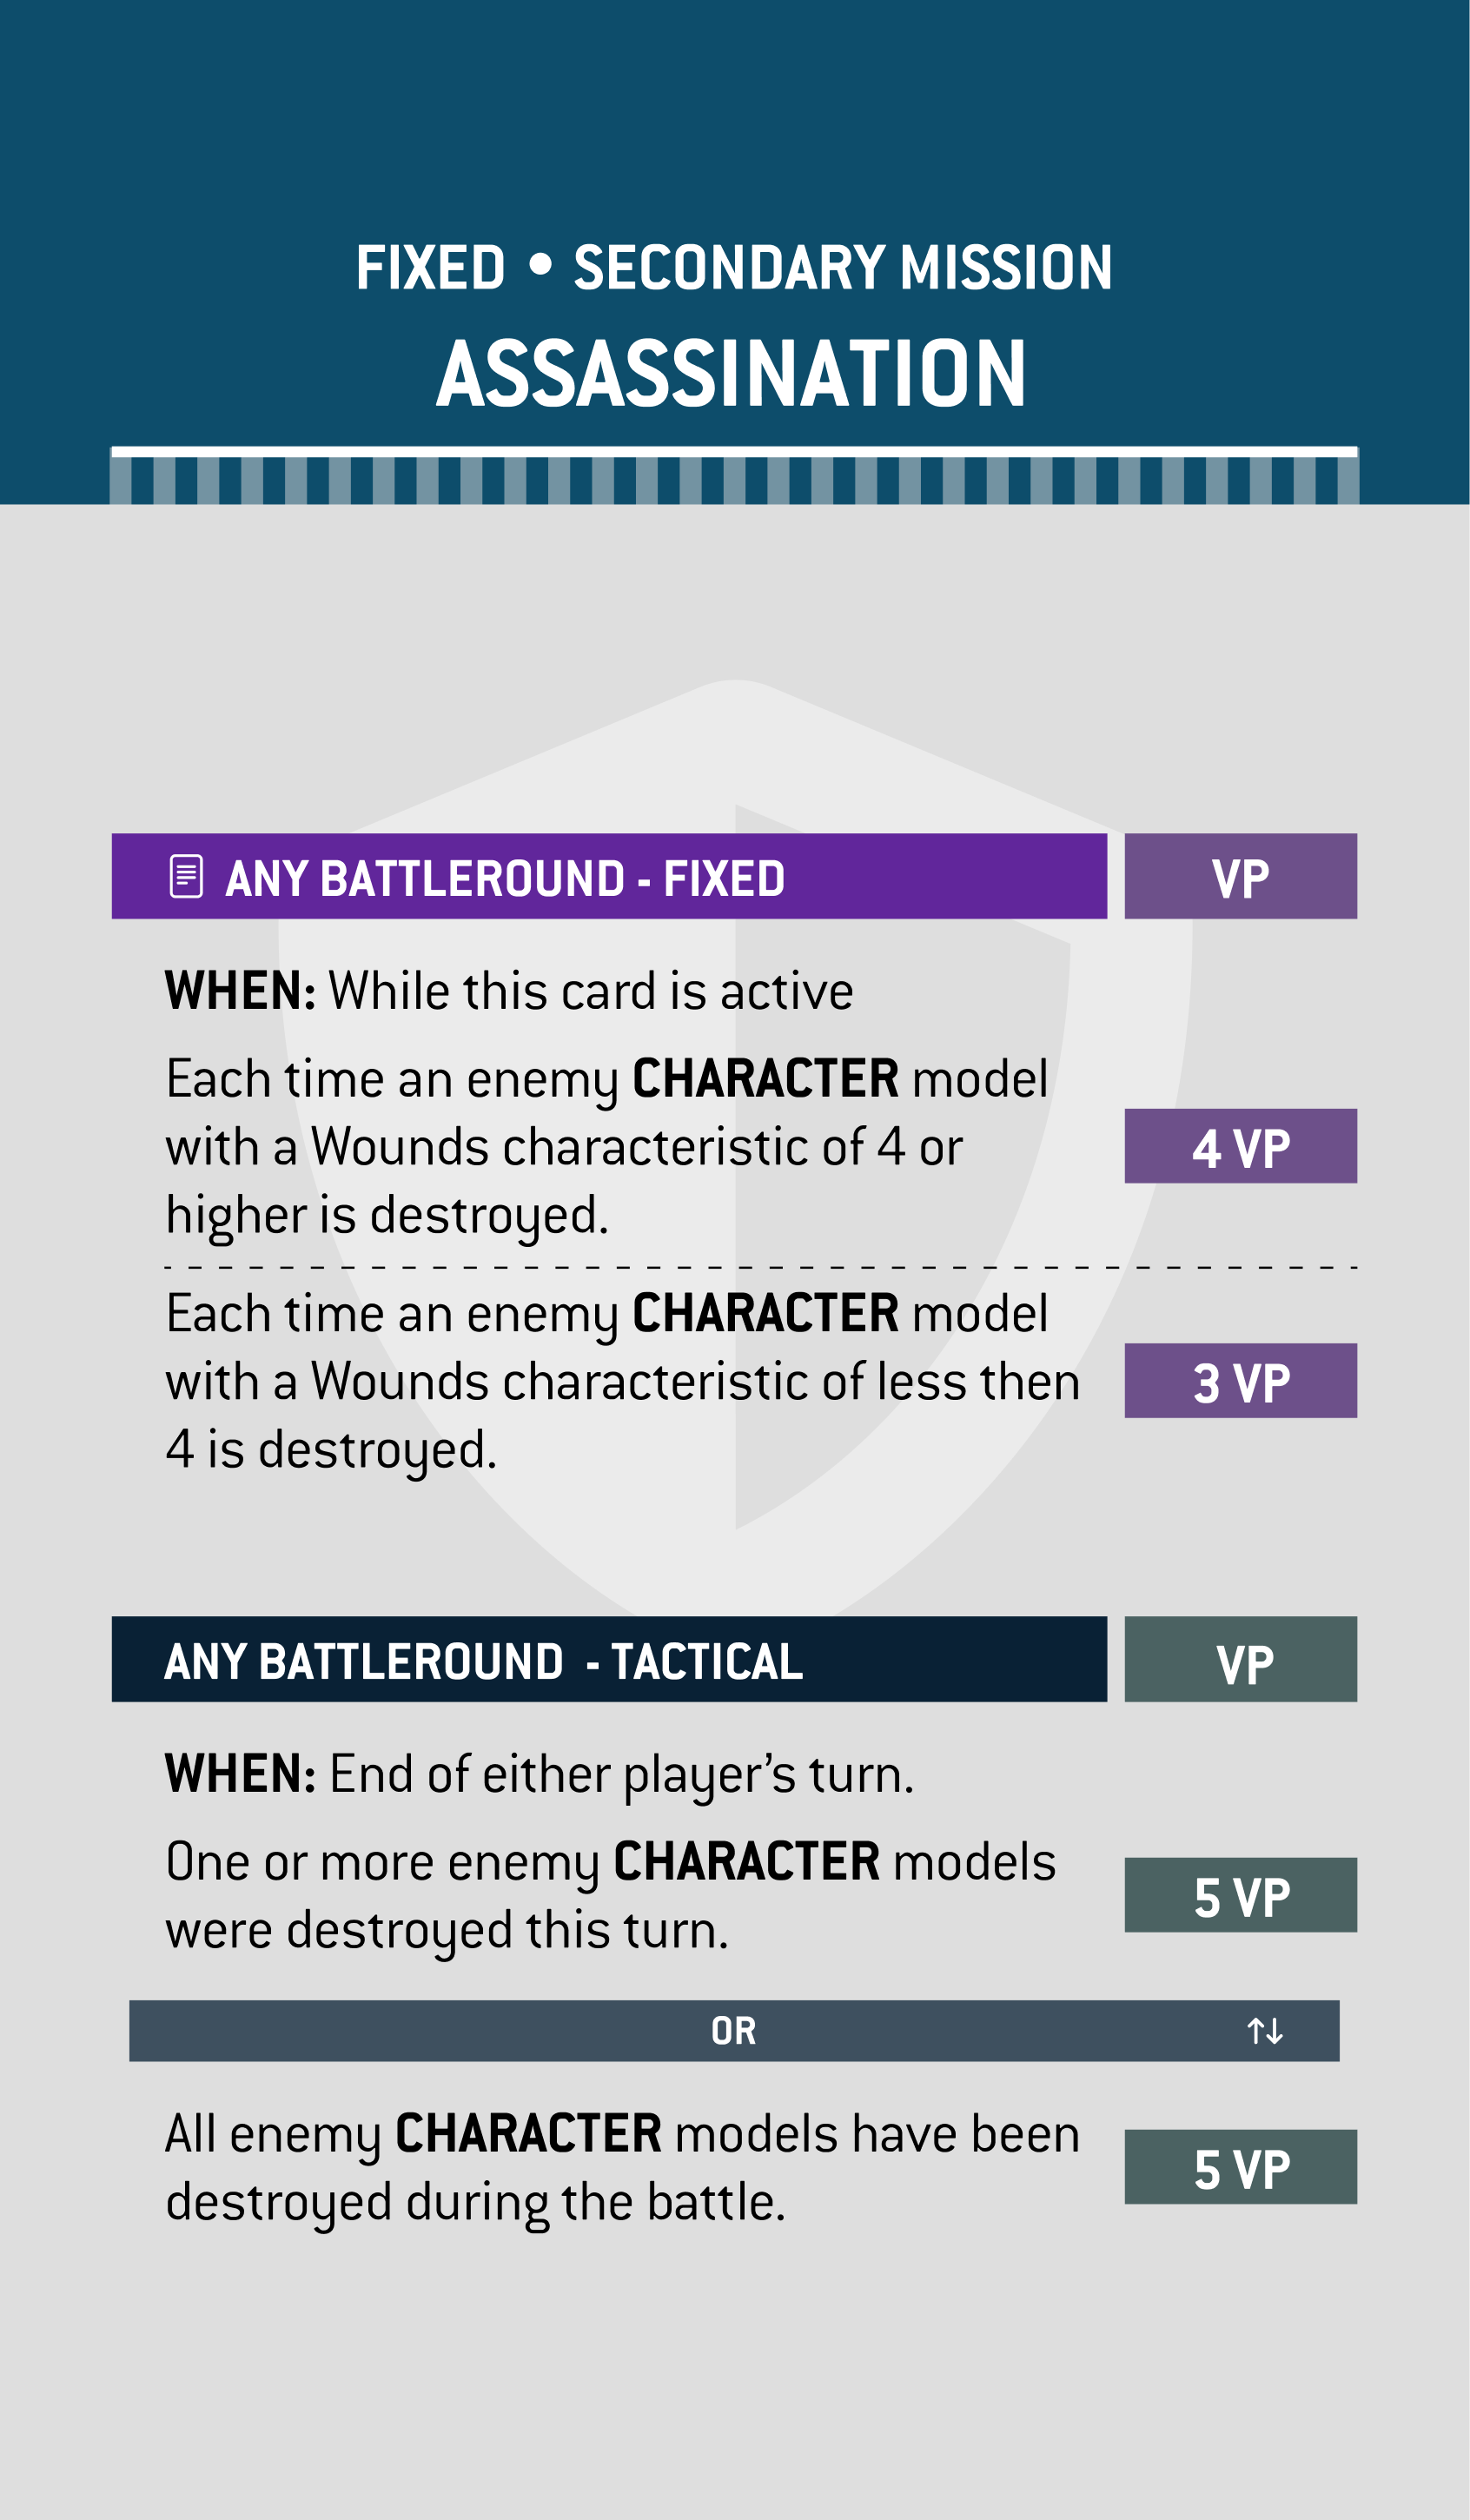 FIXED • SECONDARY MISSION
ASSASSINATION
ANY BATTLEROUND - FIXED
VP
WHEN: While this card is active
Each time an enemy CHARACTER model
with a Wounds characteristic of 4 or
higher is destroyed.
4 VP
Each time an enemy CHARACTER model
with a Wounds characteristic of less then
4 is destroyed.
3 VP
ANY BATTLEROUND - TACTICAL
VP
WHEN: End of either player’s turn.
One or more enemy CHARACTER models
were destroyed this turn.
5 VP
OR
All enemy CHARACTER models have been
destroyed during the battle.
5 VP